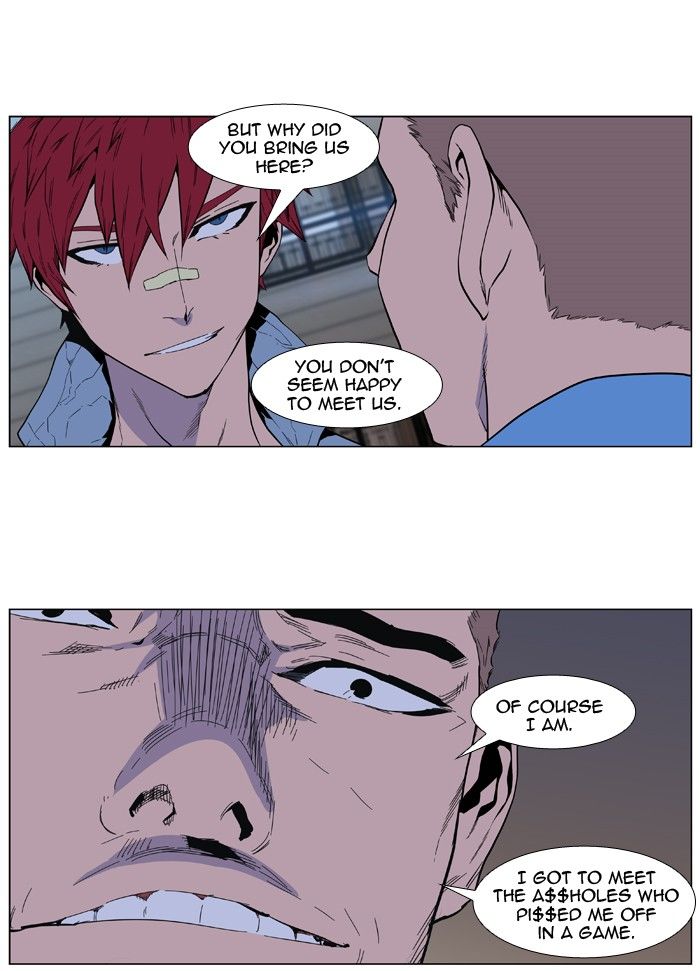 BUT WHY DID
YOU BRING US
HERE?
YOU DON'T
SEEM HAPPY
TO MEET US.
OF COURSE
I AM.
I GOT TO MEET
THE A$$HOLES WHO
PI$$ED ME OFF
IN A GAME.